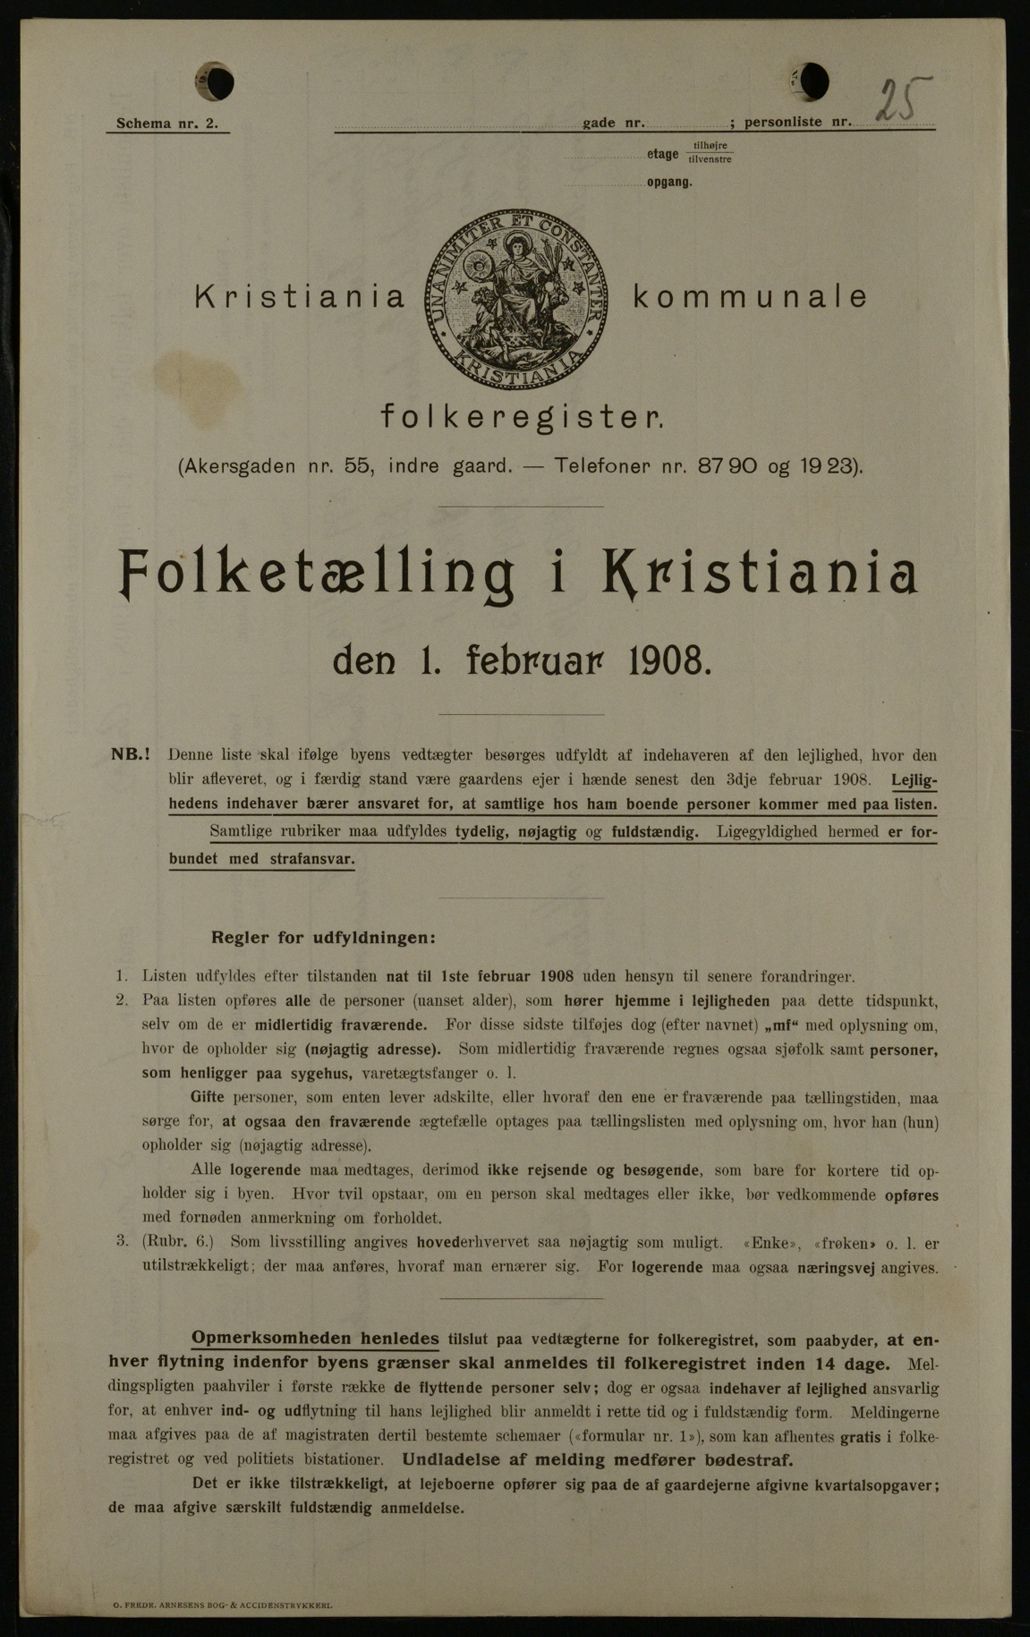 Schema nr. 2. gade nr. ; personliste nr. 25
etage tilhøjre
tilvenstre
opgang.
UNANIMITER ET CONSTANTER
KRISTIANIA
Kristiania kommunale
folkeregister.
(Akersgaden nr. 55, indre gaard. — Telefoner nr. 8790 og 1923).
Folketælling i Kristiania
den 1. februar 1908.
NB.! Denne liste skal ifølge byens vedtægter besørges udfyldt af indehaveren af den lejlighed, hvor den
blir afleveret, og i færdig stand være gaardens ejer i hænde senest den 3dje februar 1908. Lejlig-
hedens indehaver bærer ansvaret for, at samtlige hos ham boende personer kommer med paa listen.
Samtlige rubriker maa udfyldes tydelig, nøjagtig og fuldstændig. Ligegyldighed hermed er for-
bundet med strafansvar.
Regler for udfyldningen:
1. Listen udfyldes efter tilstanden nat til 1ste februar 1908 uden hensyn til senere forandringer.
2. Paa listen opføres alle de personer (uanset alder), som hører hjemme i lejligheden paa dette tidspunkt,
selv om de er midlertidig fraværende. For disse sidste tilføjes dog (efter navnet) „mf“ med oplysning om,
hvor de opholder sig (nøjagtig adresse). Som midlertidig fraværende regnes ogsaa sjøfolk samt personer,
som henligger paa sygehus, varetægtsfanger o. l.
Gifte personer, som enten lever adskilte, eller hvoraf den ene er fraværende paa tællingstiden, maa
sørge for, at ogsaa den fraværende ægtefælle optages paa tællingslisten med oplysning om, hvor han (hun)
opholder sig (nøjagtig adresse).
Alle logerende maa medtages, derimod ikke rejsende og besøgende, som bare for kortere tid op-
holder sig i byen. Hvor tvil opstaar, om en person skal medtages eller ikke, bør vedkommende opføres
med fornøden anmerkning om forholdet.
3. (Rubr. 6.) Som livsstilling angives hovederhvervet saa nøjagtig som muligt. «Enke», «frøken» o. l. er
utilstrækkeligt; der maa anføres, hvoraf man ernærer sig. For logerende maa ogsaa næringsvej angives.
Opmerksomheden henledes tilslut paa vedtægterne for folkeregistret, som paabyder, at en-
hver flytning indenfor byens grænser skal anmeldes til folkeregistret inden 14 dage. Mel-
dingspligten paahviler i første række de flyttende personer selv; dog er ogsaa indehaver af lejlighed ansvarlig
for, at enhver ind- og udflytning til hans lejlighed blir anmeldt i rette tid og i fuldstændig form. Meldingerne
maa afgives paa de af magistraten dertil bestemte schemaer («formular nr. 1»), som kan afhentes gratis i folke-
registret og ved politiets bistationer. Undladelse af melding medfører bødestraf.
Det er ikke tilstrækkeligt, at lejeboerne opfører sig paa de af gaardejerne afgivne kvartalsopgaver;
de maa afgive særskilt fuldstændig anmeldelse.
O. FREDR. ARNESENS BOG- & ACCIDENSTRYKKERI.